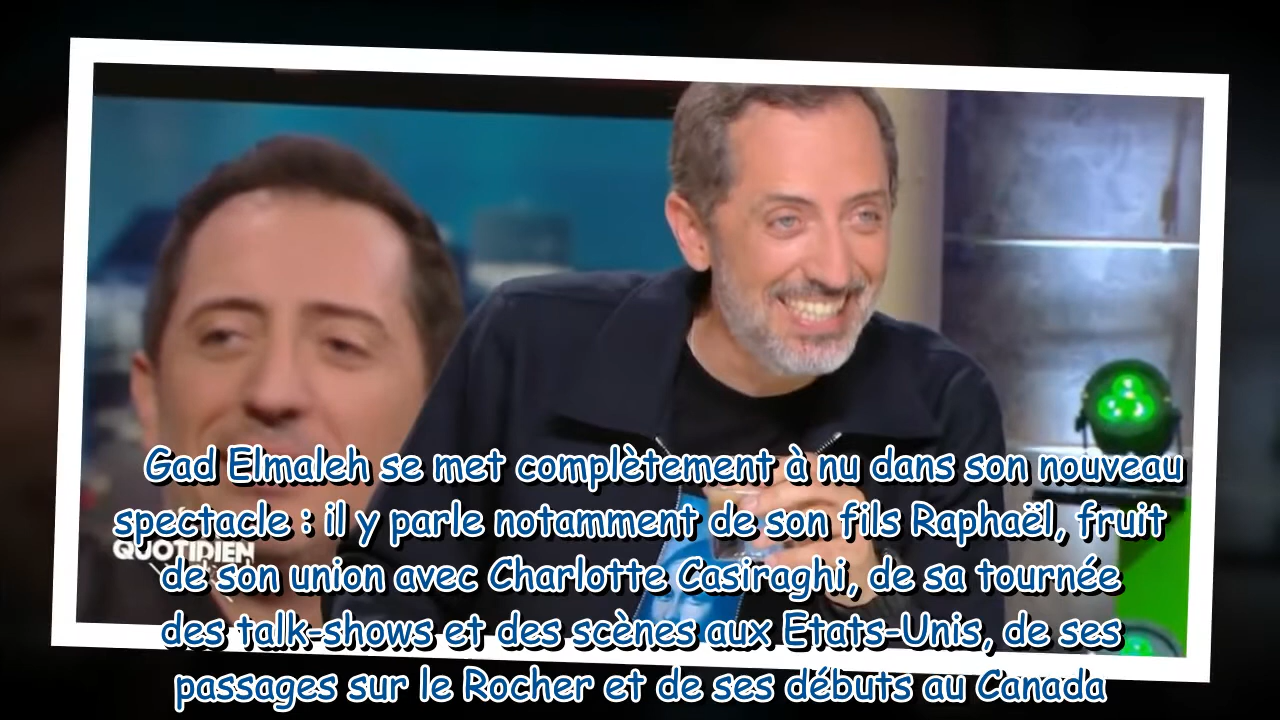 Gad Elmaleh se met complètement à nu dans son nouveau
spectacle : il y parle notamment de son fils Raphaël, fruit
QUOTIDIEN
de son union avec Charlotte Casiraghi, de sa tournée
des talk-shows et des scènes aux Etats-Unis, de ses
passages sur le Rocher et de ses débuts au Canada